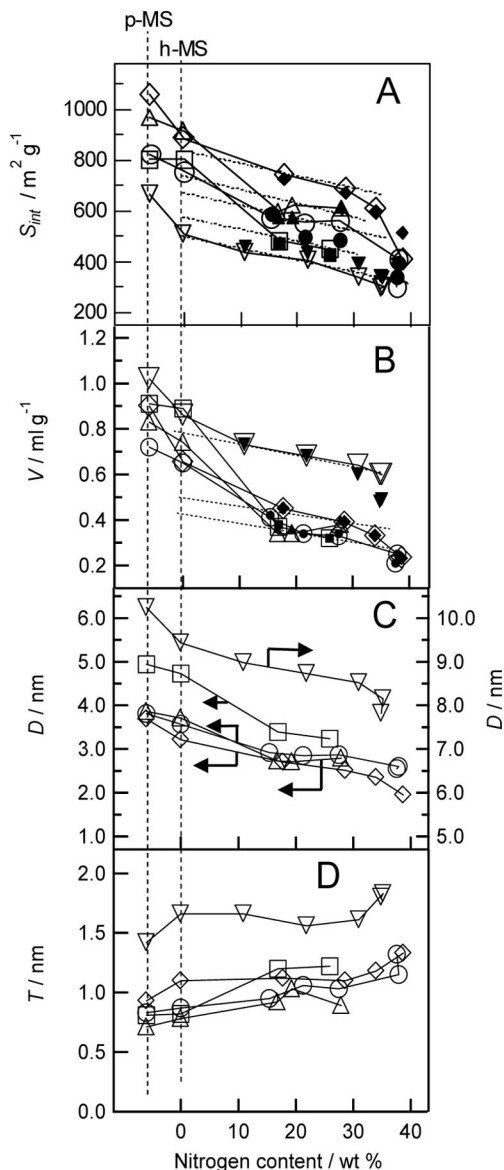 p-MS
h-MS
A
1000
800
600
400
200
S_int / m² g⁻¹
B
1.2
1.0
0.8
0.6
0.4
0.2
V / ml g⁻¹
C
6.0
5.0
4.0
3.0
2.0
1.0
D / nm
10.0
9.0
8.0
7.0
6.0
5.0
D / nm
D
2.0
1.5
1.0
0.5
0.0
T / nm
0 10 20 30 40
Nitrogen content / wt %